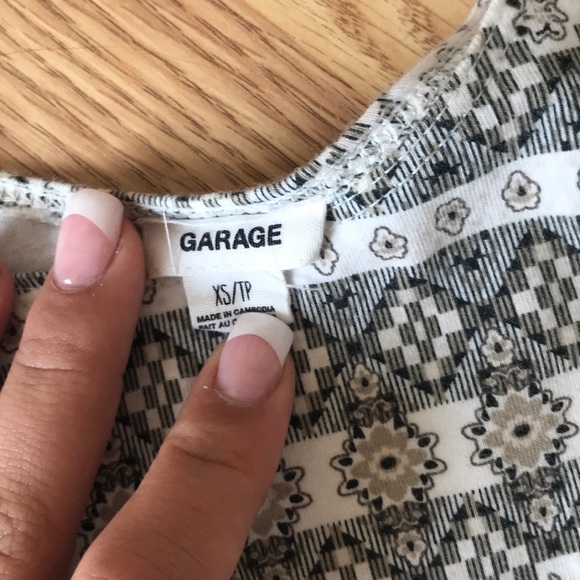 GARAGE
XS/TP
MADE IN CAMBODIA
FAIT AU C